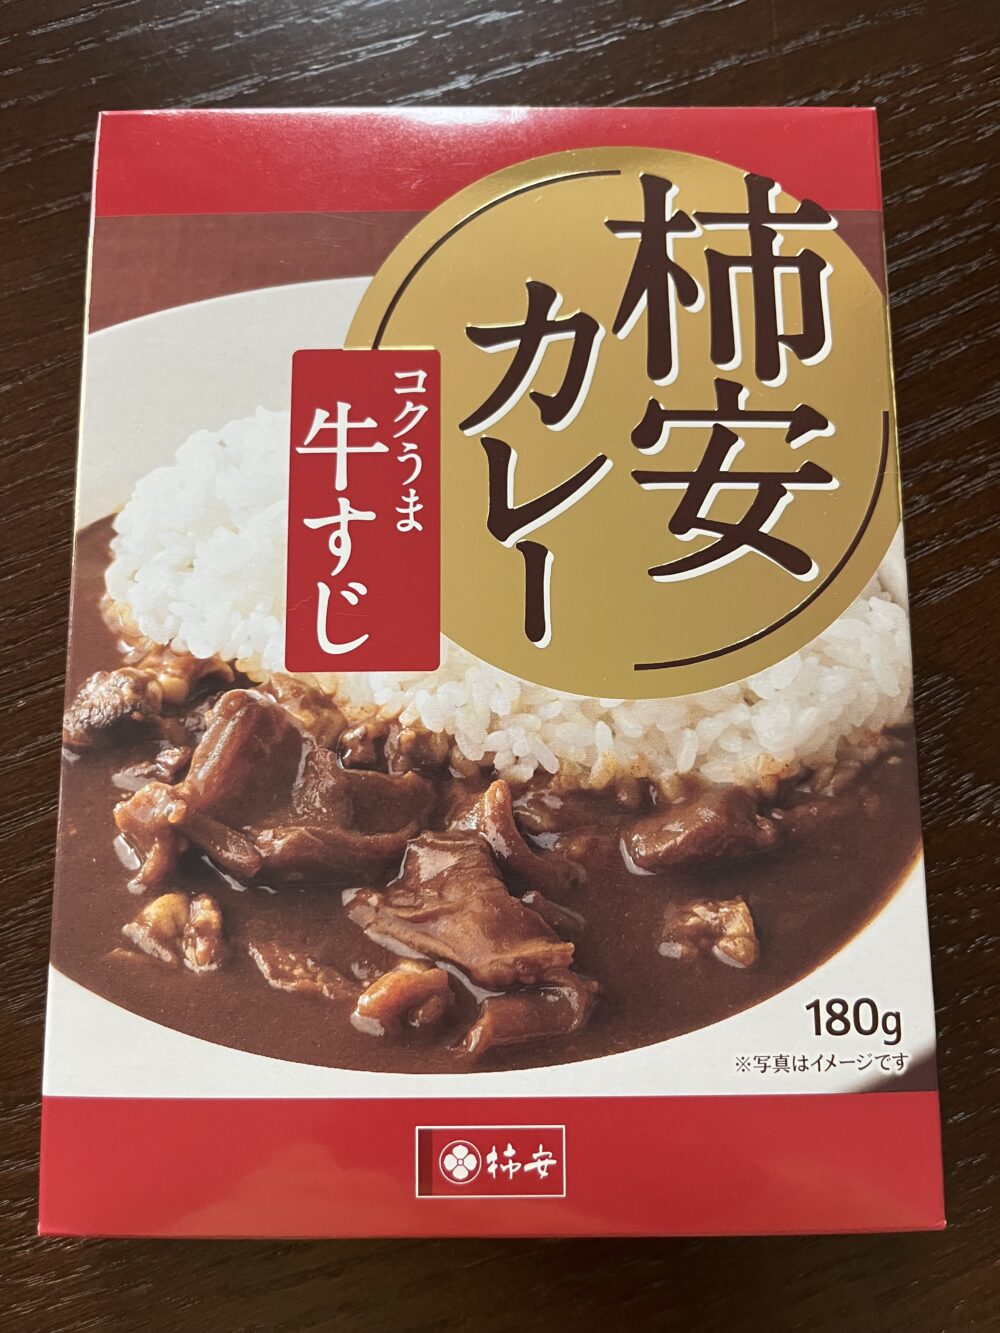 柿安
カレー
コクうま
牛すじ
180g
※写真はイメージです
柿安